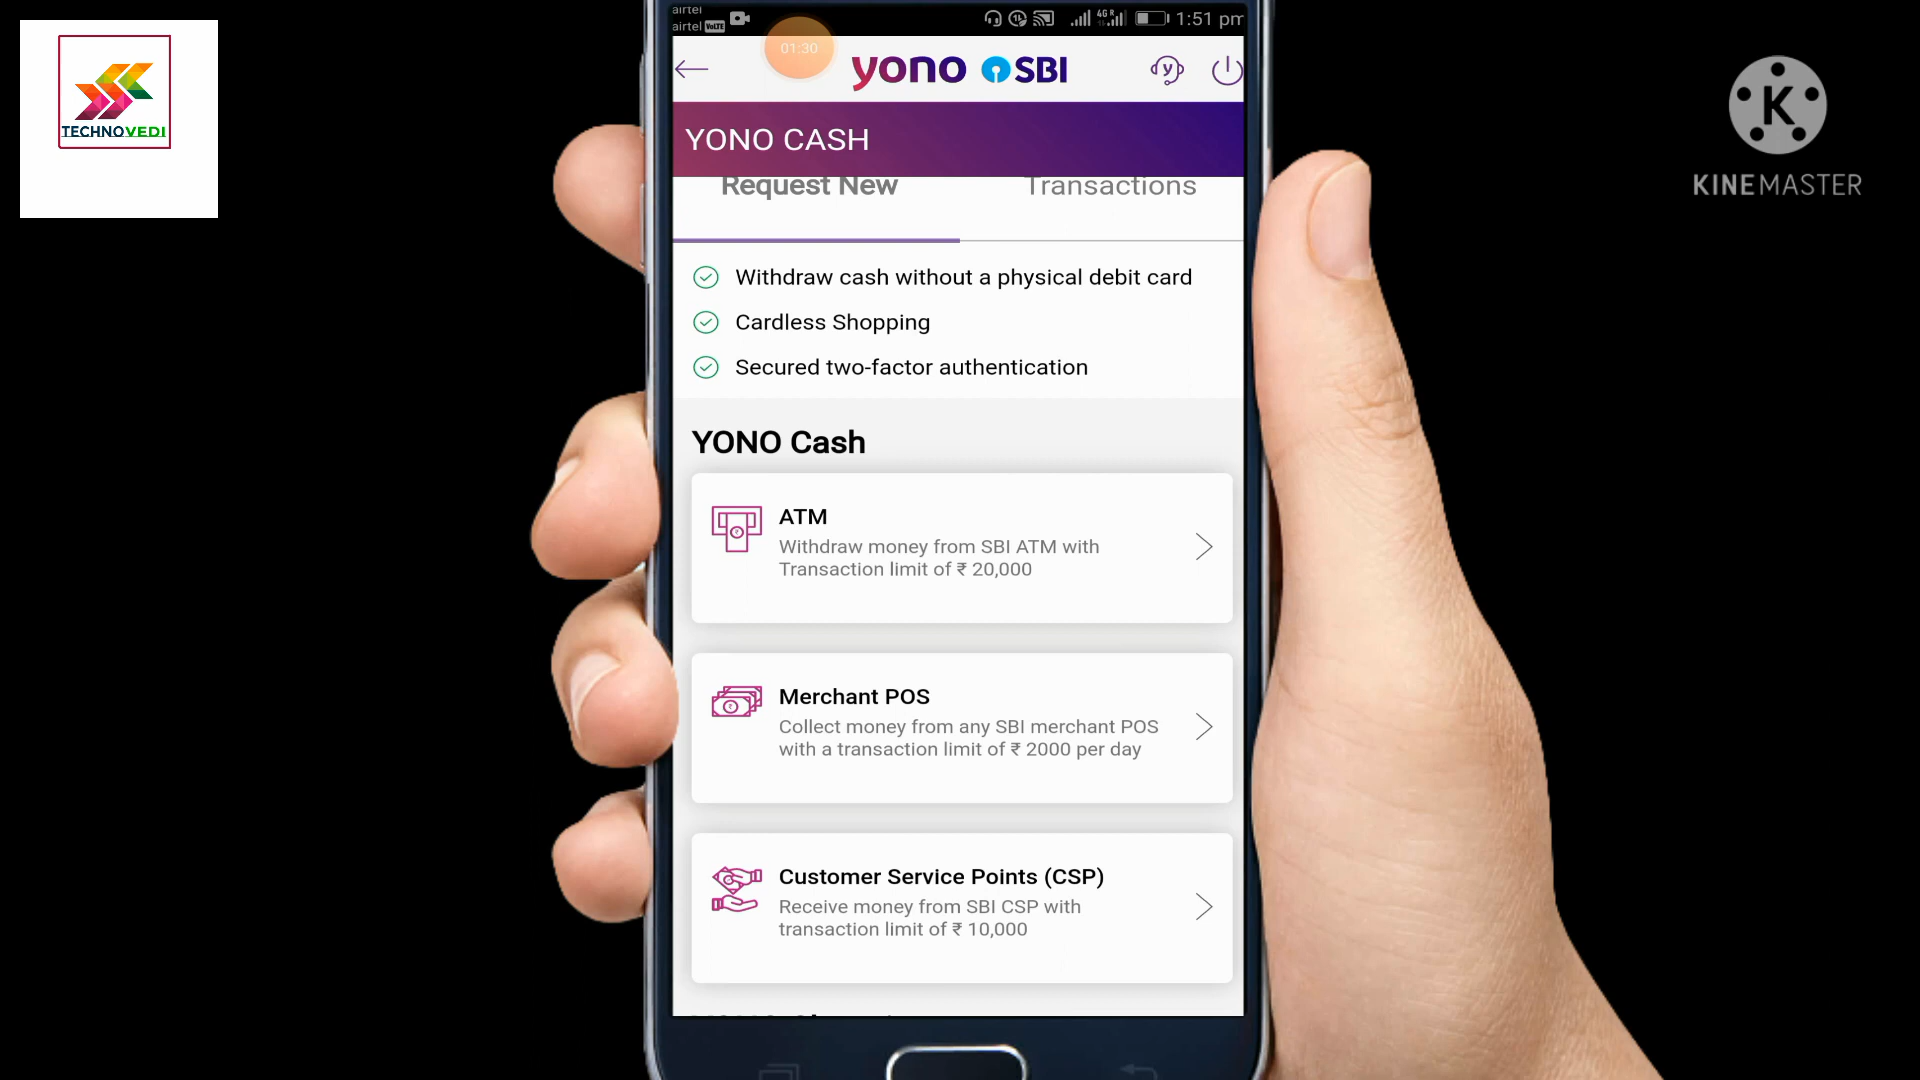 airtel
airtel VoLTE
4G R
1:51 pm
01:30
yono SBI
YONO CASH
Request New
Transactions
Withdraw cash without a physical debit card
Cardless Shopping
Secured two-factor authentication
YONO Cash
ATM
Withdraw money from SBI ATM with
Transaction limit of ₹ 20,000
Merchant POS
Collect money from any SBI merchant POS
with a transaction limit of ₹ 2000 per day
Customer Service Points (CSP)
Receive money from SBI CSP with
transaction limit of ₹ 10,000
TECHNOVEDI
K
KINEMASTER